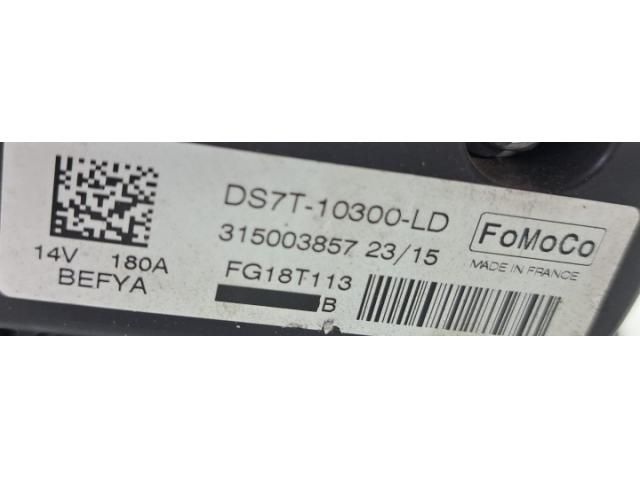 DS7T-10300-LD
315003857 23/15
FoMoCo
MADE IN FRANCE
14V 180A
BEFYA
FG18T113
B